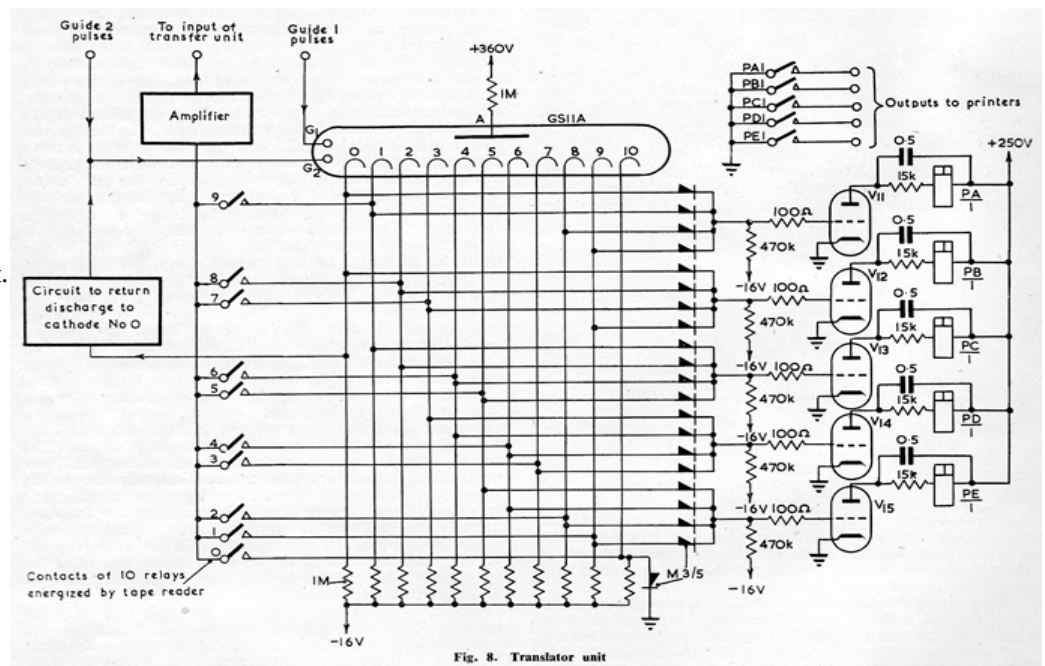 Guide 2 pulses
To input of transfer unit
Guide 1 pulses
+360V
1M
Amplifier
A
GS11A
G1
G2
0 1 2 3 4 5 6 7 8 9 10
PA1
PB1
PC1
PD1
PE1
Outputs to printers
+250V
9
8
7
6
5
4
3
2
1
0
Circuit to return discharge to cathode No 0
100Ω
470k
-16V
100Ω
470k
-16V
100Ω
470k
-16V
100Ω
470k
-16V
100Ω
470k
-16V
V11
0·5
15k
PA
1
V12
0·5
15k
PB
1
V13
0·5
15k
PC
1
V14
0·5
15k
PD
1
V15
0·5
15k
PE
1
Contacts of 10 relays energized by tape reader
1M
-16V
M3/5
Fig. 8. Translator unit